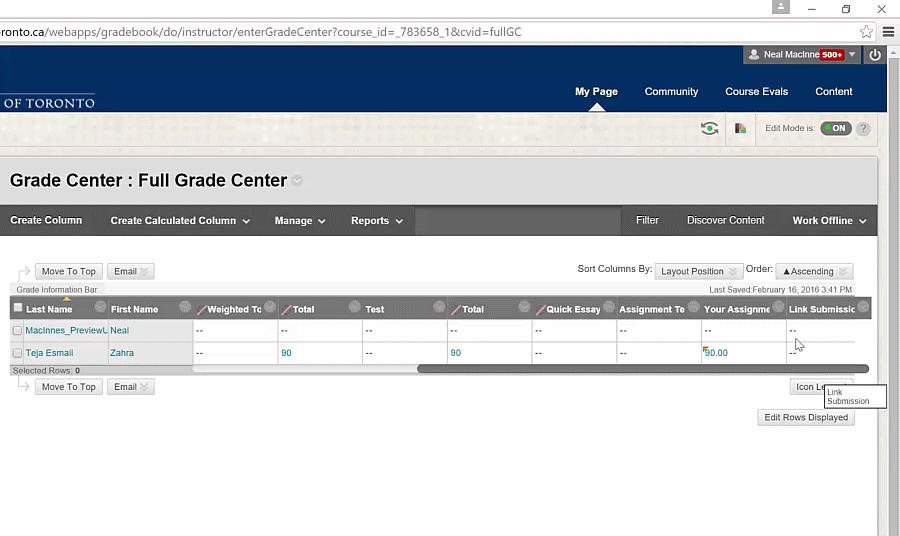 ronto.ca/webapps/gradebook/do/instructor/enterGradeCenter?course_id=_783658_1&cvid=fullGC
Neal MacInne 500+
OF TORONTO
My Page Community Course Evals Content
Edit Mode is: ON ?
Grade Center : Full Grade Center
Create Column Create Calculated Column Manage Reports Filter Discover Content Work Offline
Sort Columns By: Layout Position Order: ▲Ascending
Move To Top Email
Grade Information Bar Last Saved:February 16, 2016 3:41 PM
Last Name First Name Weighted To Total Test Total Quick Essay Assignment Te Your Assignme Link Submissio
MacInnes_PreviewU Neal -- -- -- -- -- -- -- --
Teja Esmail Zahra -- 90 -- 90 -- -- 90.00 --
Selected Rows: 0
Move To Top Email Icon Le
Link
Submission
Edit Rows Displayed